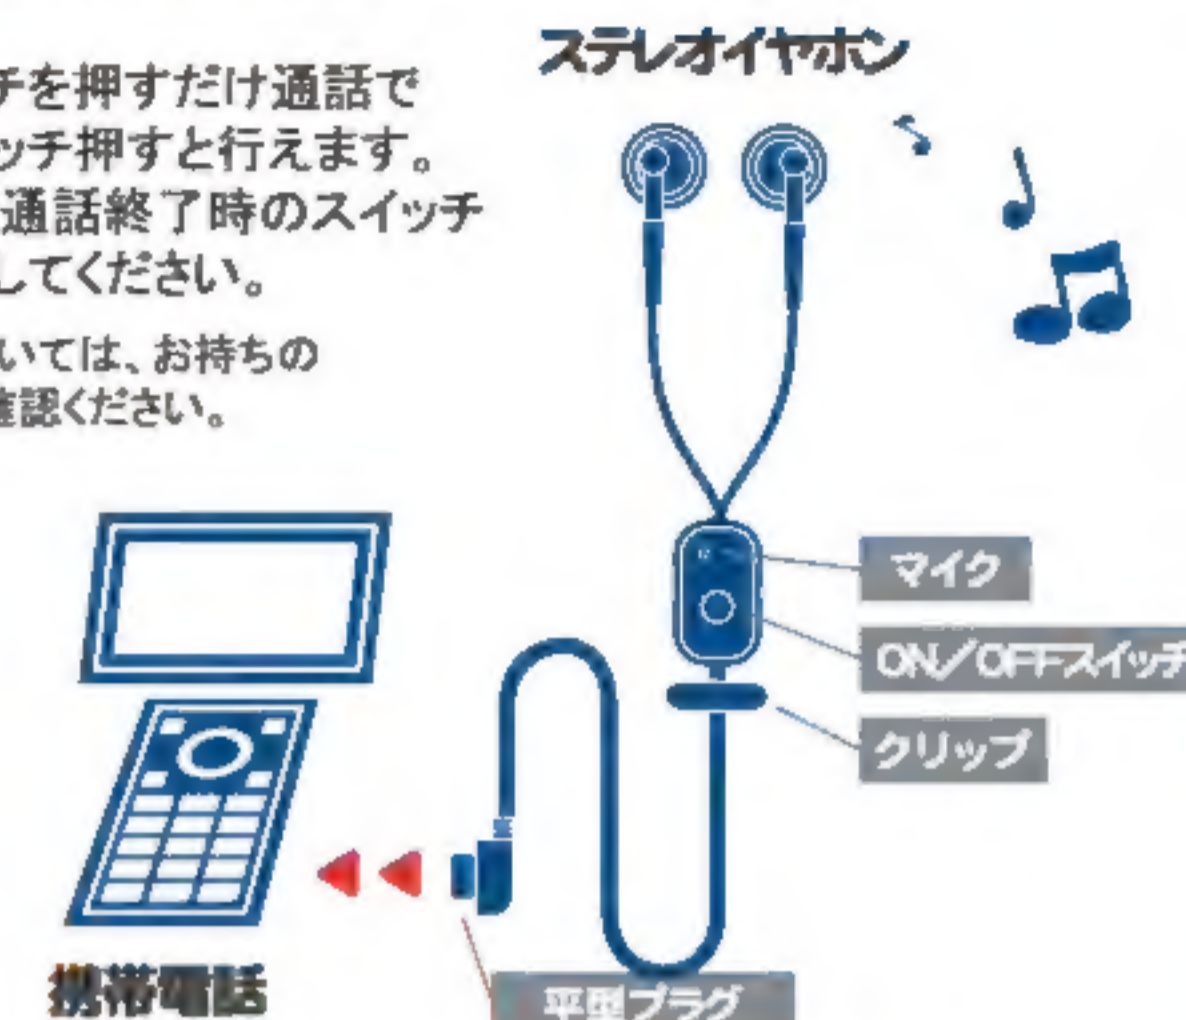 ステレオイヤホン
チを押すだけ通話で
ッチ押すと行えます。
通話終了時のスイッチ
してください。
いては、お持ちの
確認ください。
マイク
ON/OFFスイッチ
クリップ
携帯電話
平型プラグ